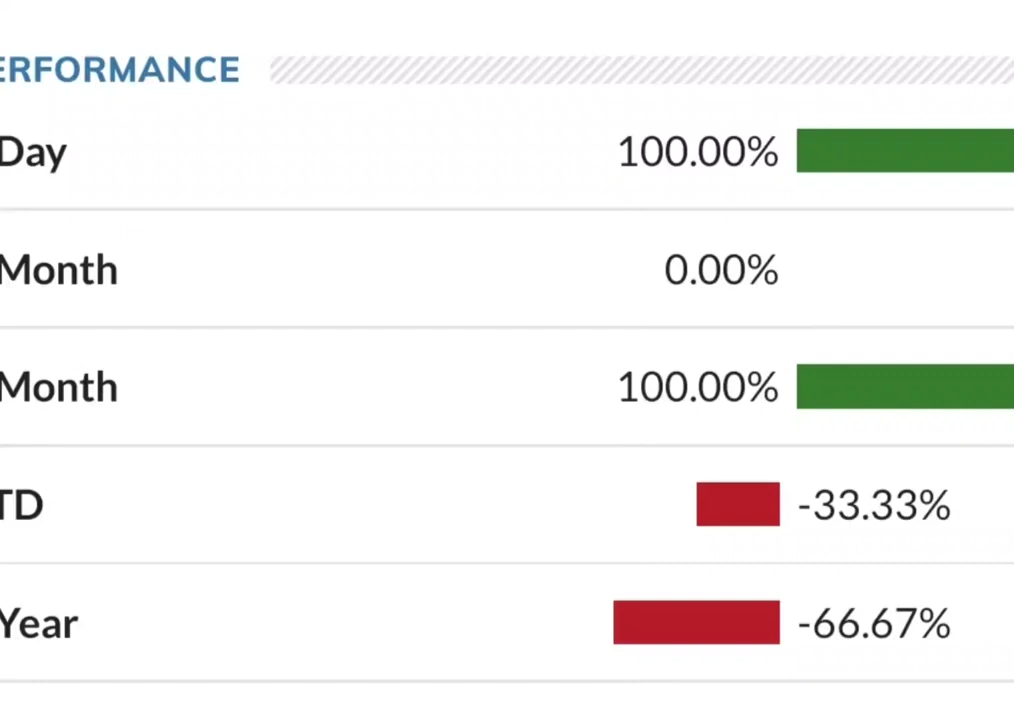 ERFORMANCE
Day 100.00%
Month 0.00%
Month 100.00%
TD -33.33%
Year -66.67%